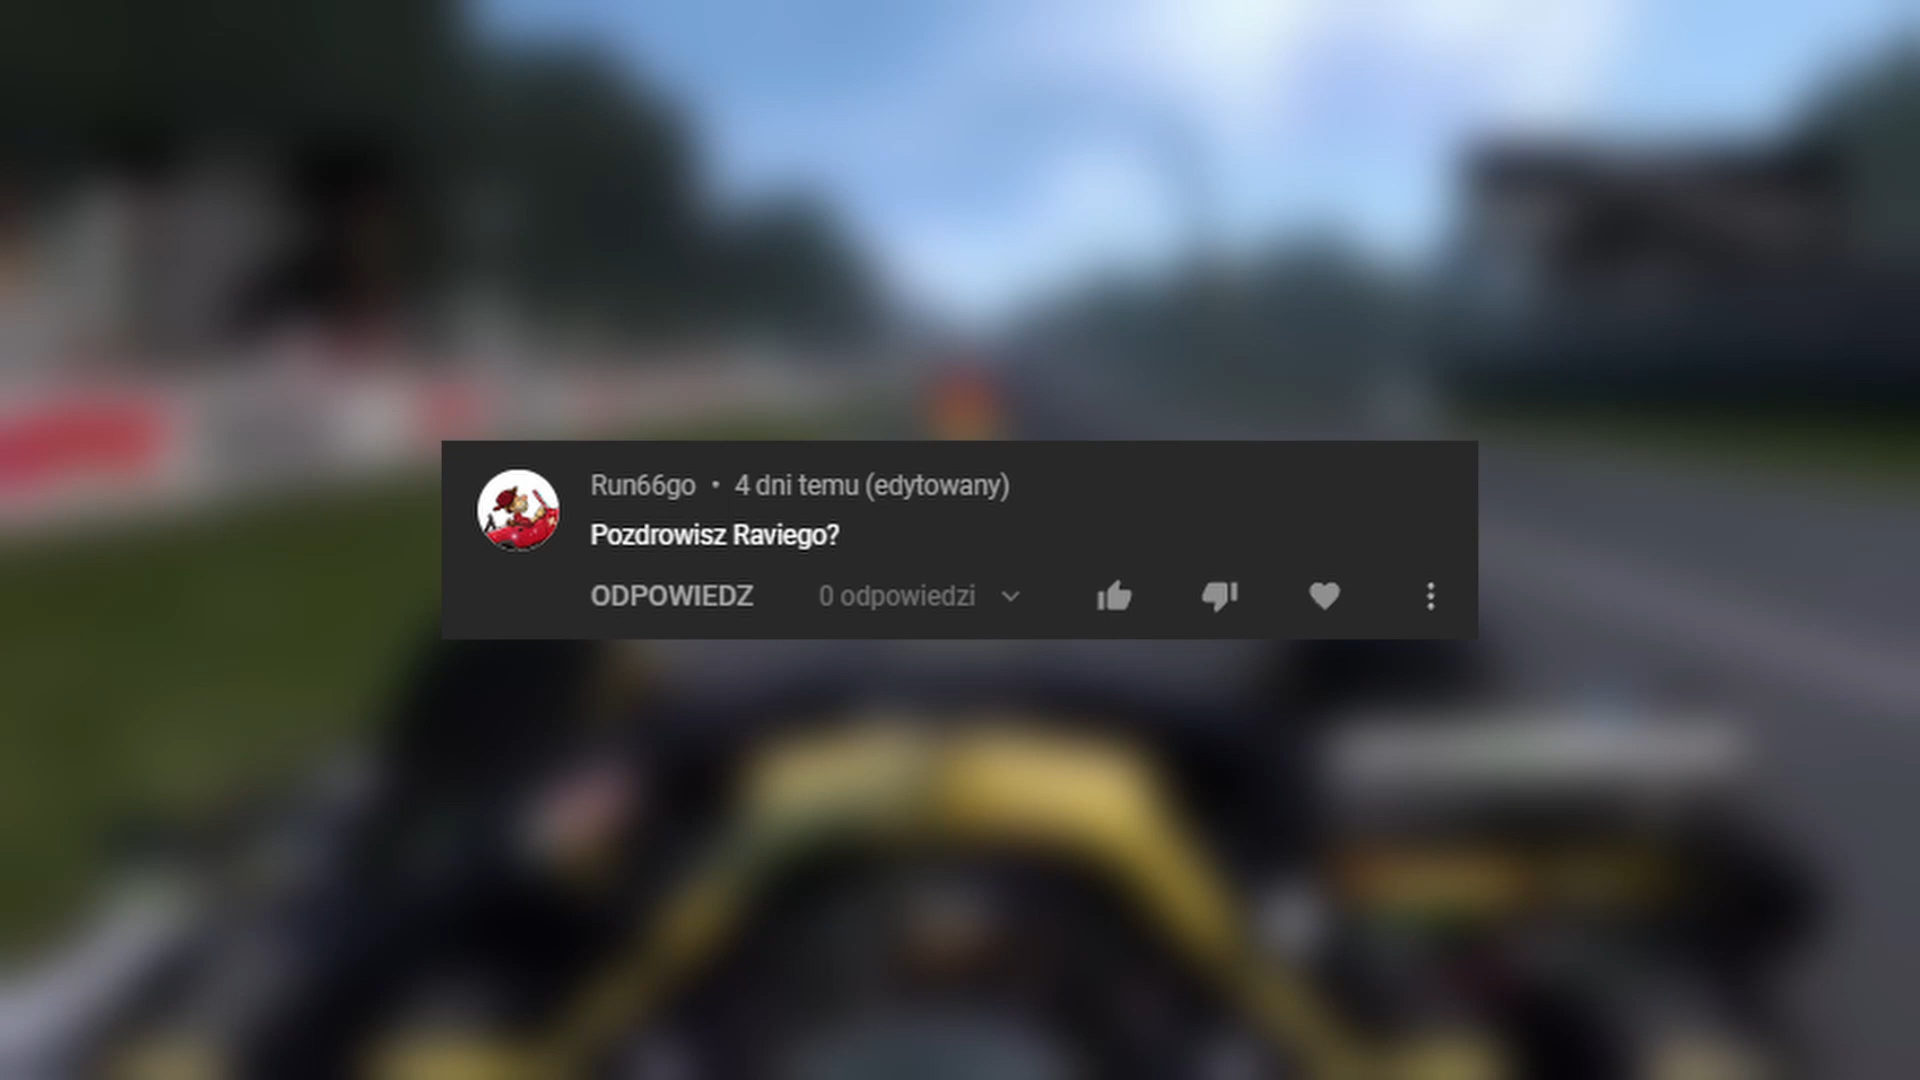 Run66go • 4 dni temu (edytowany)
Pozdrowisz Raviego?
ODPOWIEDZ 0 odpowiedzi